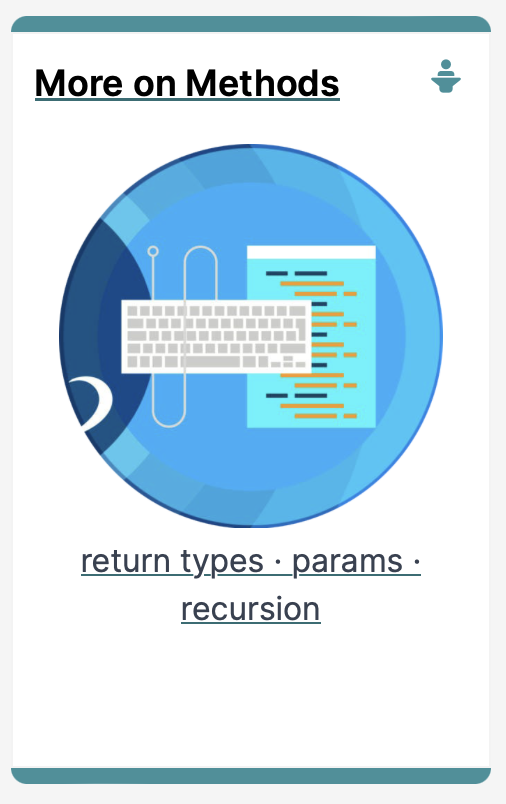 More on Methods
return types · params ·
recursion